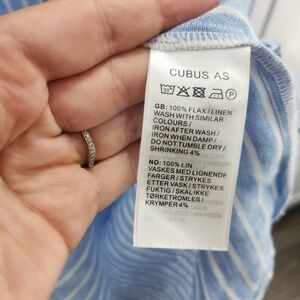 CUBUS AS
P
GB: 100% FLAX / LINEN
WASH WITH SIMILAR
COLOURS /
IRON AFTER WASH /
IRON WHEN DAMP /
DO NOT TUMBLE DRY /
SHRINKING 4%
NO: 100% LIN
VASKES MED LIGNENDE
FARGER / STRYKES
ETTER VASK / STRYKES
FUKTIG / SKAL IKKE
TØRKETROMLES /
KRYMPER 4%